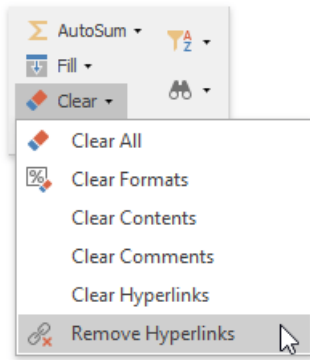 AutoSum
Fill
Clear
Clear All
Clear Formats
Clear Contents
Clear Comments
Clear Hyperlinks
Remove Hyperlinks